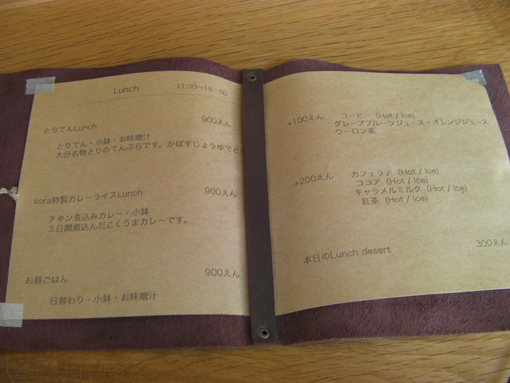 Lunch 11:30~15:00
とりてんLunch 900えん
とりてん・小鉢・お味噌汁
大分名物とりのてんぷらです。かぼすじょうゆでど
sora特製カレーライスLunch 900えん
チキン煮込みカレー・小鉢
３日間煮込んだこくうまカレーです。
お昼ごはん 900えん
日替わり・小鉢・お味噌汁
+100えん コーヒー (Hot / Ice)
グレープフルーツジュース・オレンジジュース
ウーロン茶
+200えん カフェラテ (Hot / Ice)
ココア (Hot / Ice)
キャラメルミルク (Hot / Ice)
紅茶 (Hot / Ice)
本日のLunch desert 300えん